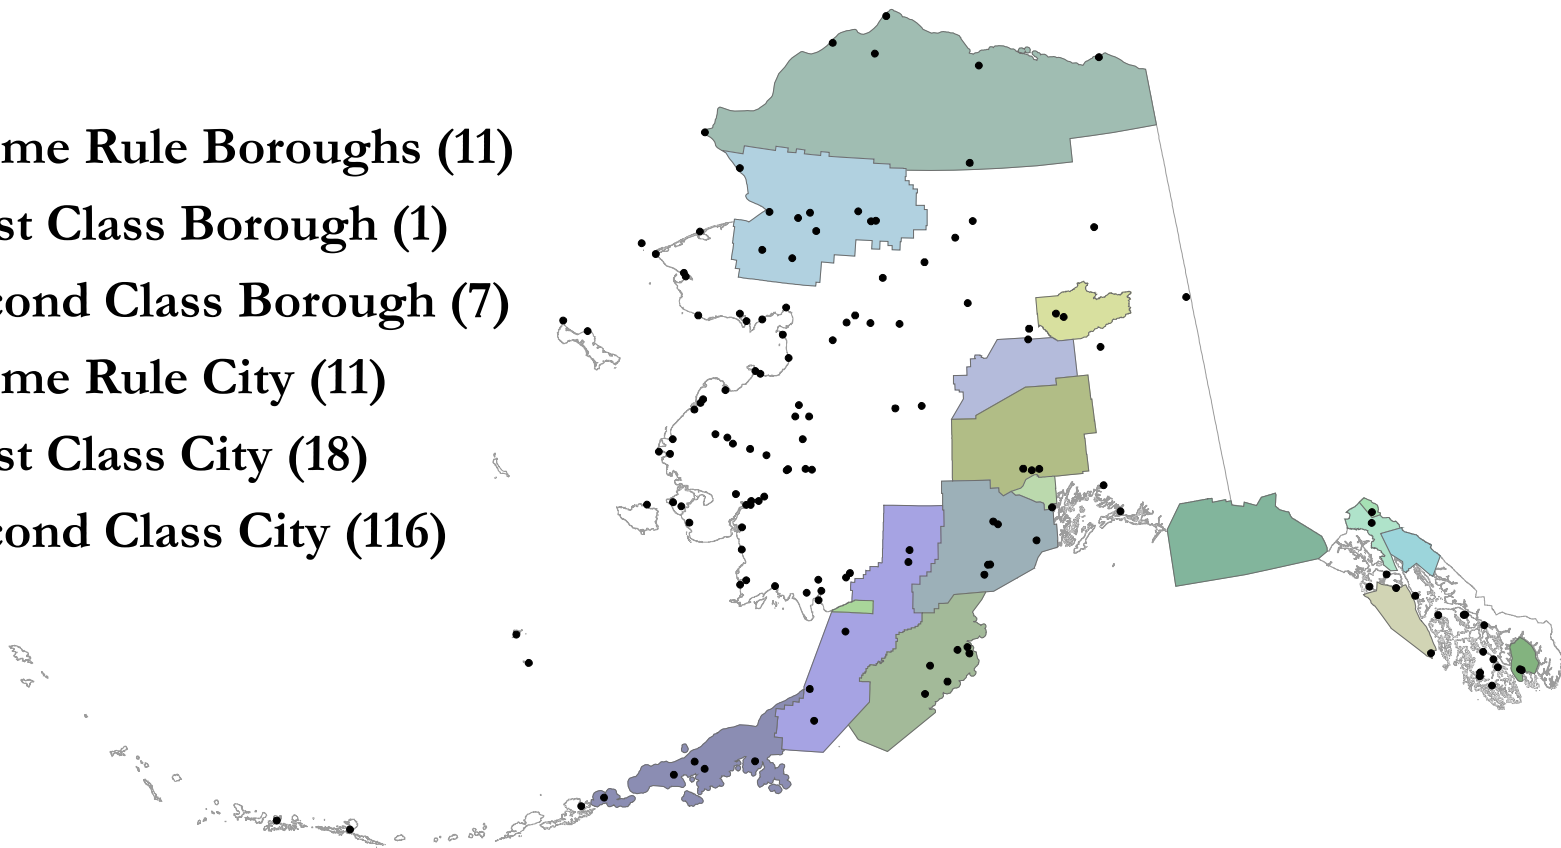 me Rule Boroughs (11)
st Class Borough (1)
cond Class Borough (7)
me Rule City (11)
st Class City (18)
cond Class City (116)